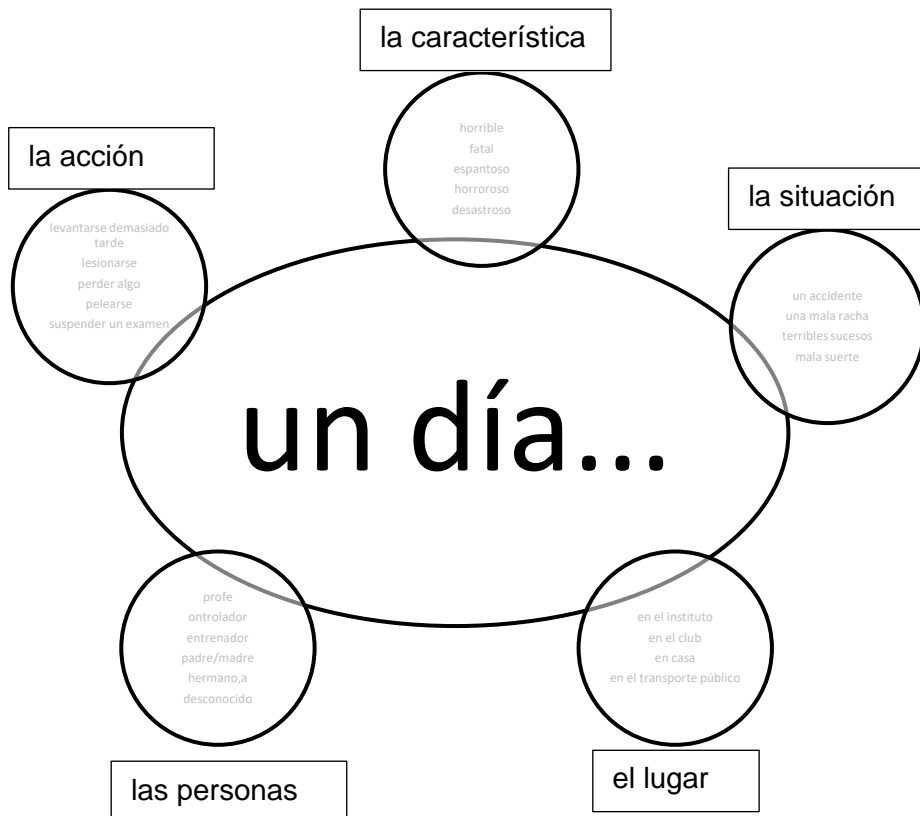 la característica
horrible
fatal
espantoso
horroroso
desastroso
la acción
levantarse demasiado
tarde
lesionarse
perder algo
pelearse
suspender un examen
la situación
un accidente
una mala racha
terribles sucesos
mala suerte
un día...
profe
ontrolador
entrenador
padre/madre
hermano,a
desconocido
las personas
en el instituto
en el club
en casa
en el transporte público
el lugar